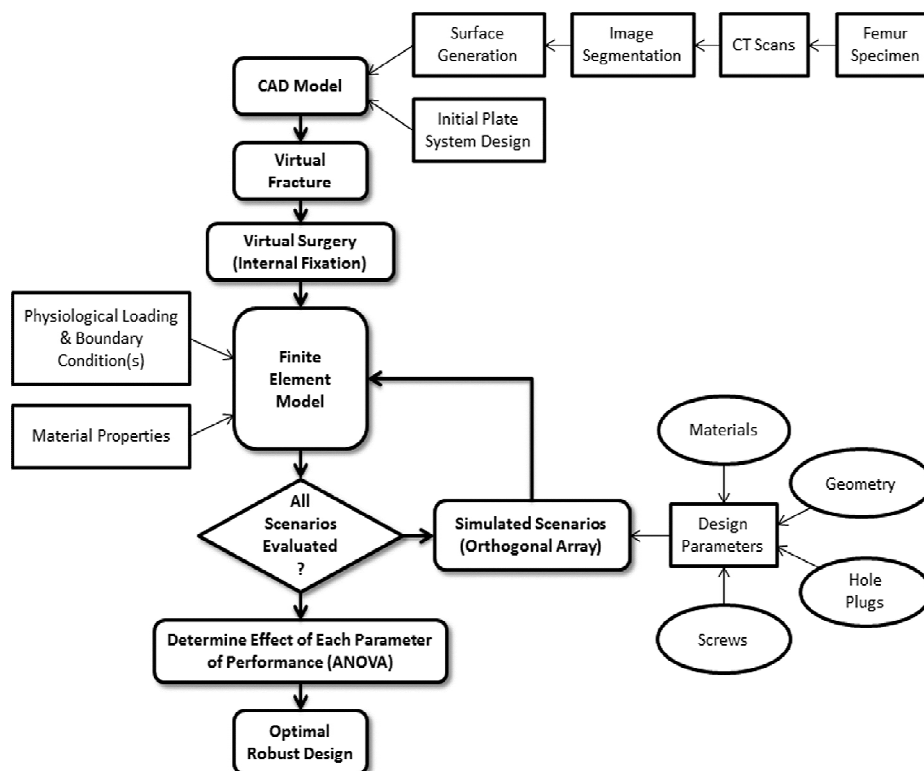 Surface
Generation
Image
Segmentation
CT Scans
Femur
Specimen
CAD Model
Initial Plate
System Design
Virtual
Fracture
Virtual Surgery
(Internal Fixation)
Physiological Loading
& Boundary
Condition(s)
Finite
Element
Model
Material Properties
Materials
Geometry
All
Scenarios
Evaluated
?
Simulated Scenarios
(Orthogonal Array)
Design
Parameters
Hole
Plugs
Screws
Determine Effect of Each Parameter
of Performance (ANOVA)
Optimal
Robust Design